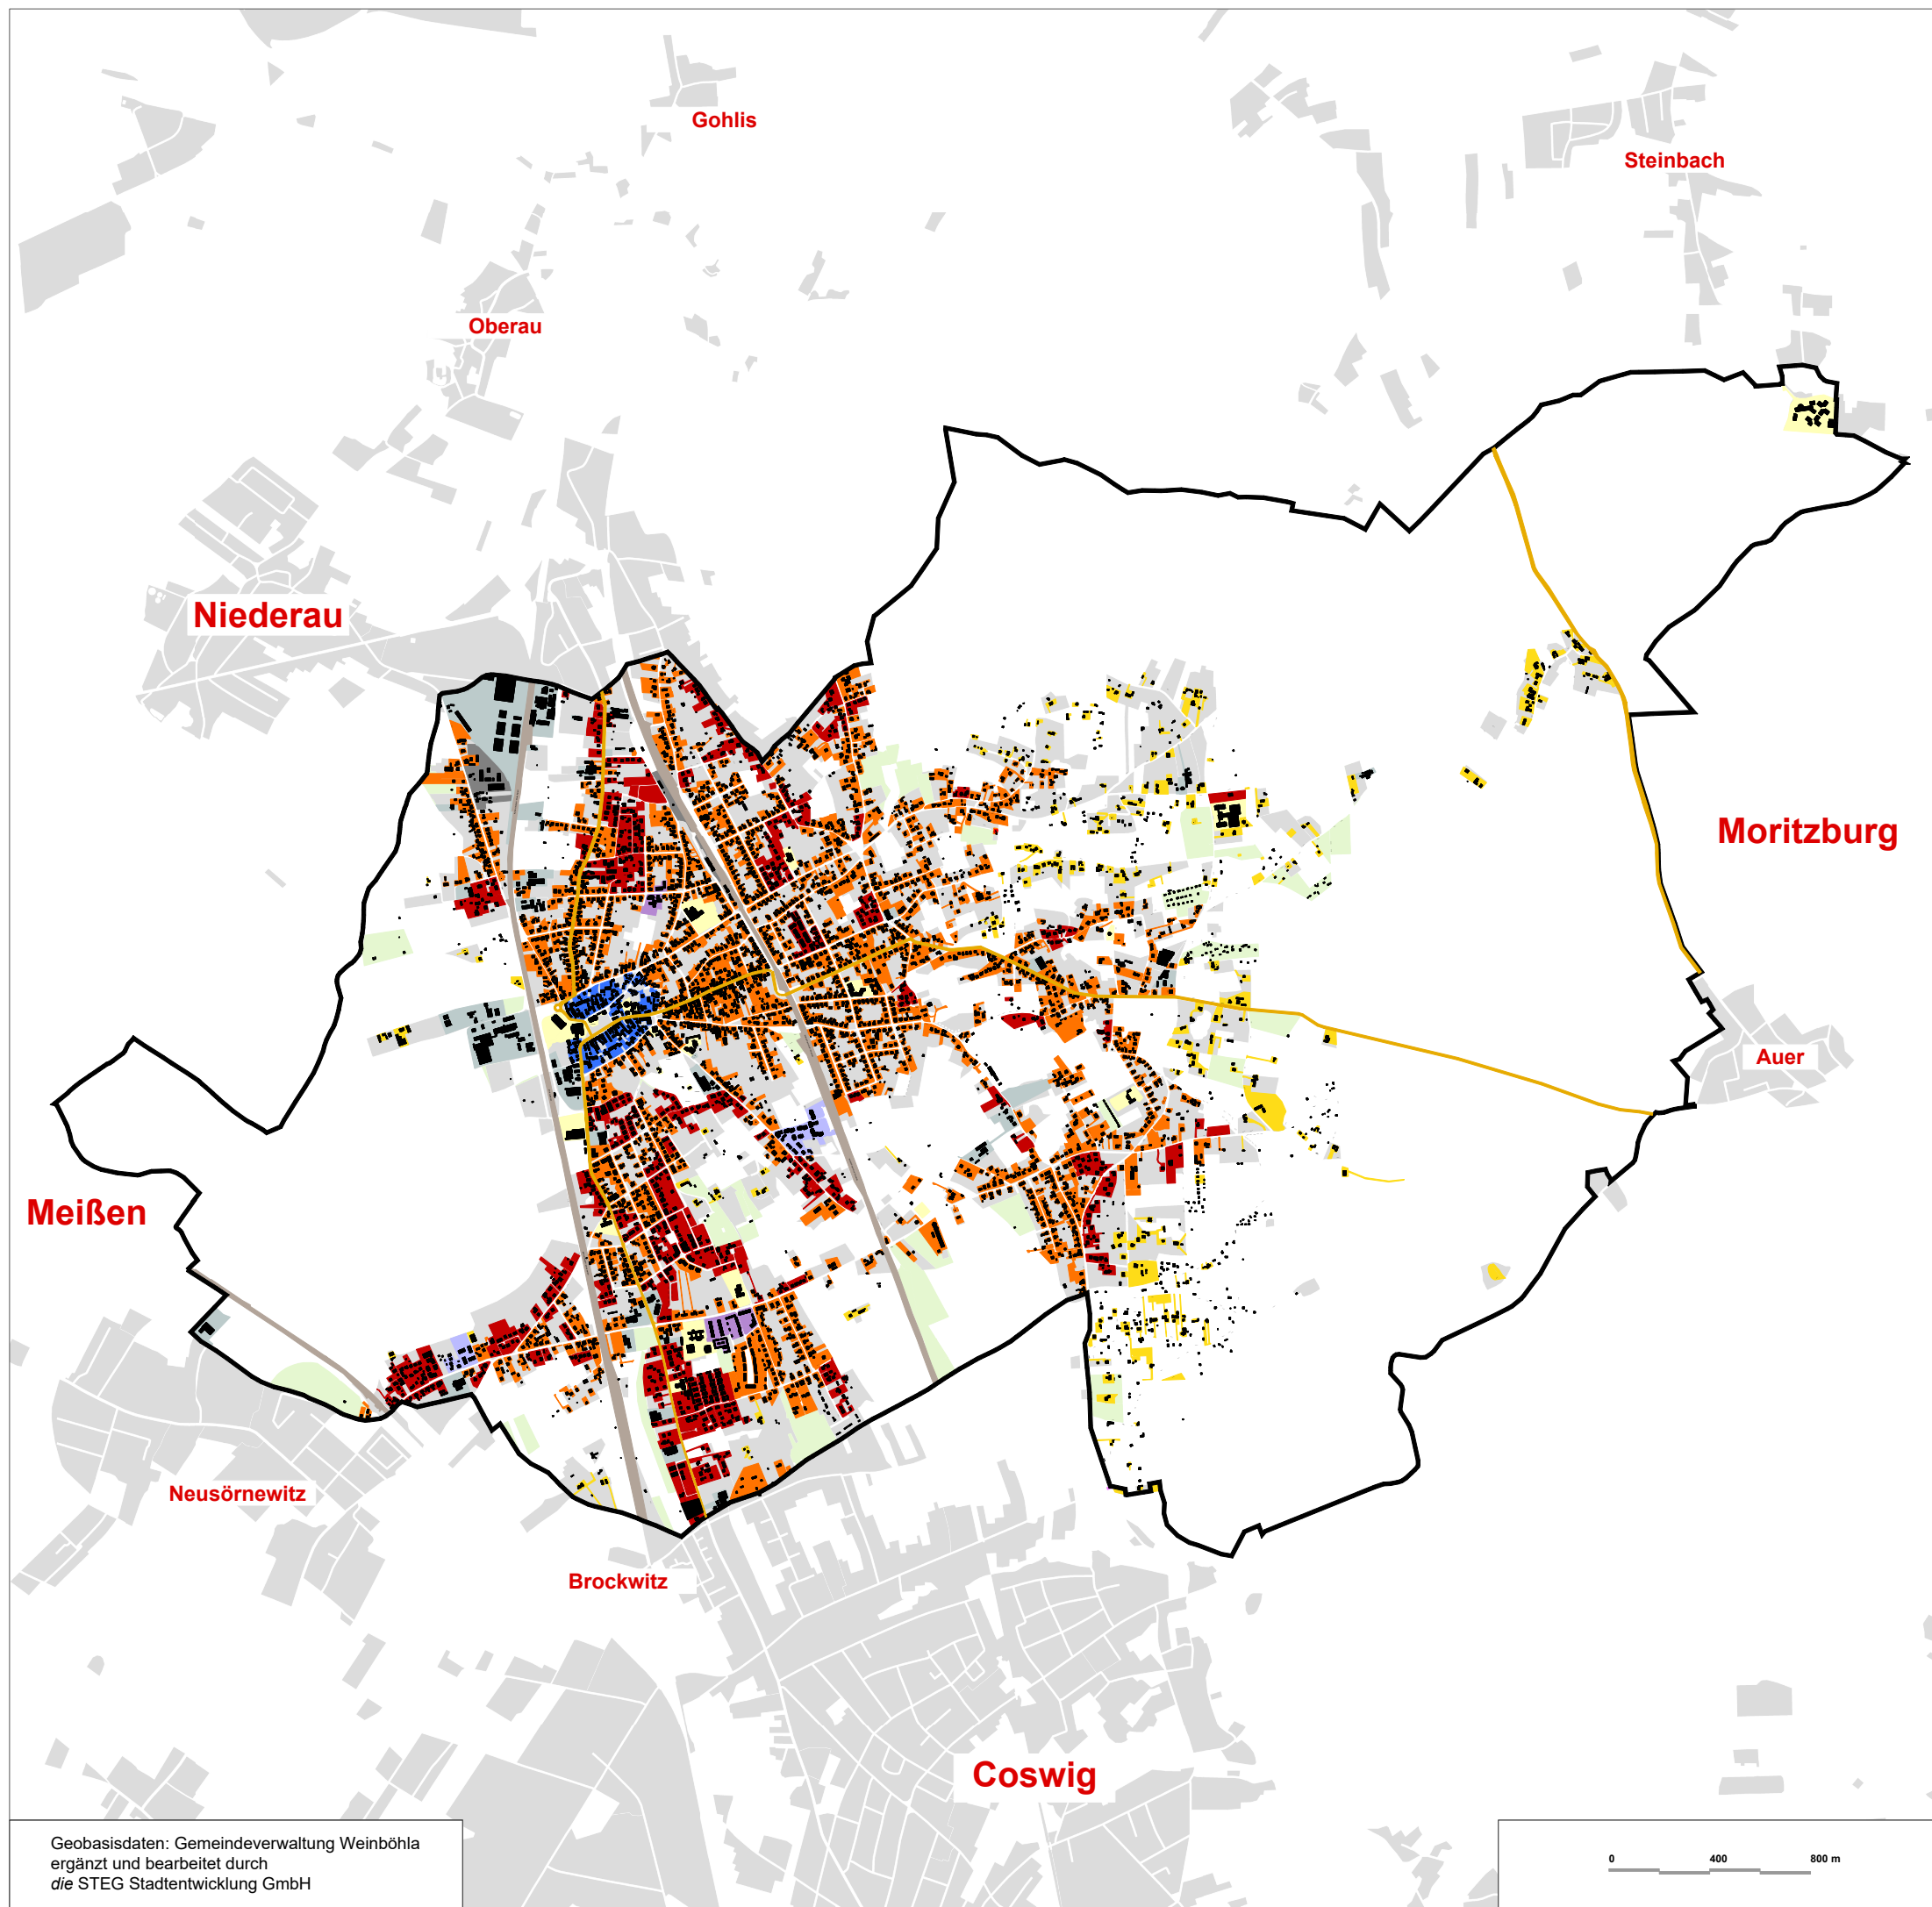 Gohlis
Steinbach
Oberau
Niederau
Moritzburg
Auer
Meißen
Neusörnewitz
Brockwitz
Coswig
Geobasisdaten: Gemeindeverwaltung Weinböhla
ergänzt und bearbeitet durch
die STEG Stadtentwicklung GmbH
0 400 800 m